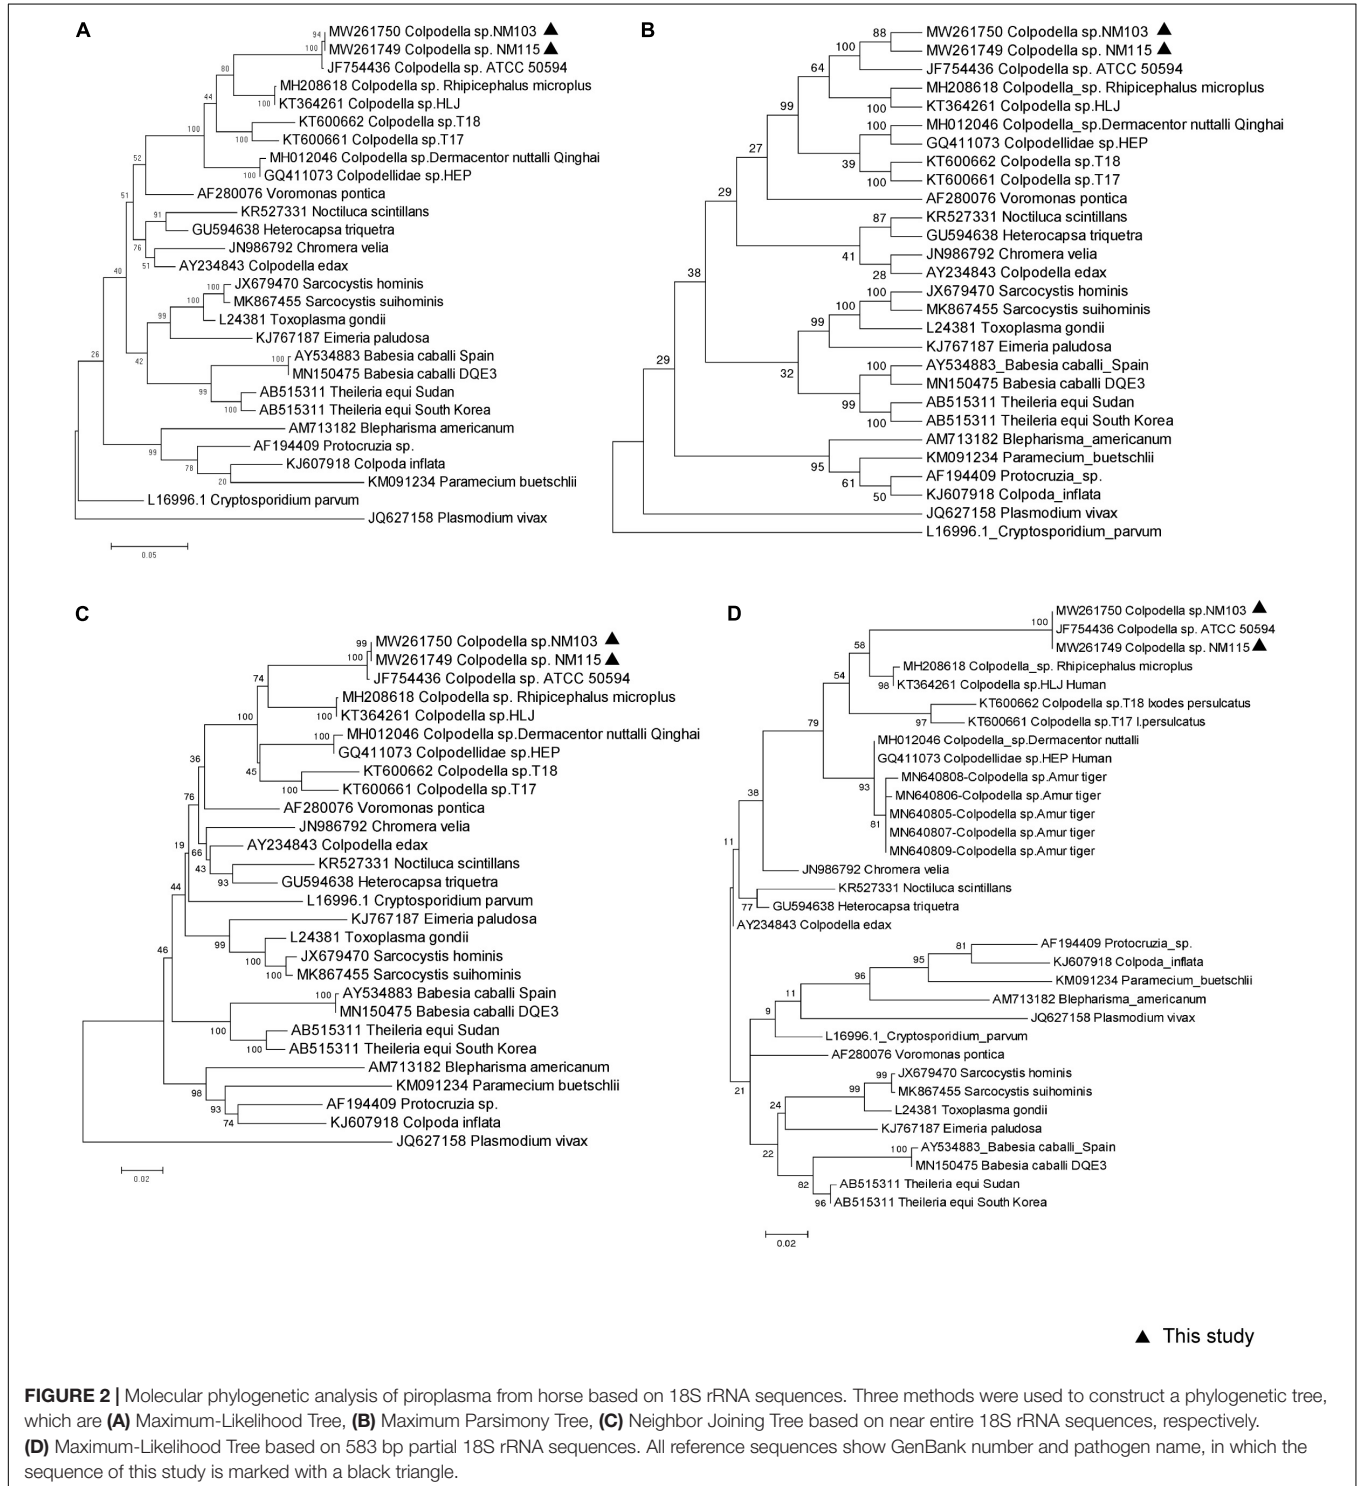 A
94
MW261750 Colpodella sp.NM103 ▲
100
MW261749 Colpodella sp. NM115 ▲
JF754436 Colpodella sp. ATCC 50594
80
MH208618 Colpodella sp. Rhipicephalus microplus
100
KT364261 Colpodella sp.HLJ
44
KT600662 Colpodella sp.T18
100
100
KT600661 Colpodella sp.T17
MH012046 Colpodella sp.Dermacentor nuttalli Qinghai
52
100
GQ411073 Colpodellidae sp.HEP
51
AF280076 Voromonas pontica
91
KR527331 Noctiluca scintillans
GU594638 Heterocapsa triquetra
76
JN986792 Chromera velia
51
AY234843 Colpodella edax
40
100
JX679470 Sarcocystis hominis
100
MK867455 Sarcocystis suihominis
99
L24381 Toxoplasma gondii
KJ767187 Eimeria paludosa
26
42
100
AY534883 Babesia caballi Spain
MN150475 Babesia caballi DQE3
99
AB515311 Theileria equi Sudan
100
AB515311 Theileria equi South Korea
AM713182 Blepharisma americanum
99
AF194409 Protocruzia sp.
78
KJ607918 Colpoda inflata
20
KM091234 Paramecium buetschlii
L16996.1 Cryptosporidium parvum
JQ627158 Plasmodium vivax
0.05
B
88
MW261750 Colpodella sp.NM103 ▲
100
MW261749 Colpodella sp. NM115 ▲
64
JF754436 Colpodella sp. ATCC 50594
MH208618 Colpodella_sp. Rhipicephalus microplus
99
100
KT364261 Colpodella sp.HLJ
100
MH012046 Colpodella_sp.Dermacentor nuttalli Qinghai
GQ411073 Colpodellidae sp.HEP
27
39
KT600662 Colpodella sp.T18
100
KT600661 Colpodella sp.T17
29
AF280076 Voromonas pontica
87
KR527331 Noctiluca scintillans
GU594638 Heterocapsa triquetra
41
JN986792 Chromera velia
38
28
AY234843 Colpodella edax
100
JX679470 Sarcocystis hominis
100
MK867455 Sarcocystis suihominis
99
L24381 Toxoplasma gondii
KJ767187 Eimeria paludosa
29
32
100
AY534883_Babesia caballi_Spain
MN150475 Babesia caballi DQE3
99
AB515311 Theileria equi Sudan
100
AB515311 Theileria equi South Korea
AM713182 Blepharisma_americanum
95
KM091234 Paramecium_buetschlii
61
AF194409 Protocruzia_sp.
50
KJ607918 Colpoda_inflata
JQ627158 Plasmodium vivax
L16996.1_Cryptosporidium_parvum
C
99
MW261750 Colpodella sp.NM103 ▲
100
MW261749 Colpodella sp. NM115 ▲
74
JF754436 Colpodella sp. ATCC 50594
MH208618 Colpodella sp. Rhipicephalus microplus
100
100
KT364261 Colpodella sp.HLJ
100
MH012046 Colpodella sp.Dermacentor nuttalli Qinghai
GQ411073 Colpodellidae sp.HEP
36
45
KT600662 Colpodella sp.T18
100
KT600661 Colpodella sp.T17
76
AF280076 Voromonas pontica
JN986792 Chromera velia
19
66
AY234843 Colpodella edax
43
KR527331 Noctiluca scintillans
93
GU594638 Heterocapsa triquetra
44
L16996.1 Cryptosporidium parvum
KJ767187 Eimeria paludosa
99
L24381 Toxoplasma gondii
46
100
JX679470 Sarcocystis hominis
100
MK867455 Sarcocystis suihominis
100
AY534883 Babesia caballi Spain
MN150475 Babesia caballi DQE3
100
AB515311 Theileria equi Sudan
100
AB515311 Theileria equi South Korea
AM713182 Blepharisma americanum
98
KM091234 Paramecium buetschlii
93
AF194409 Protocruzia sp.
74
KJ607918 Colpoda inflata
JQ627158 Plasmodium vivax
0.02
D
MW261750 Colpodella sp.NM103 ▲
100
JF754436 Colpodella sp. ATCC 50594
MW261749 Colpodella sp. NM115 ▲
58
MH208618 Colpodella_sp. Rhipicephalus microplus
54
98
KT364261 Colpodella sp.HLJ Human
KT600662 Colpodella sp.T18 Ixodes persulcatus
79
97
KT600661 Colpodella sp.T17 I.persulcatus
MH012046 Colpodella_sp.Dermacentor nuttalli
GQ411073 Colpodellidae sp.HEP Human
93
MN640808-Colpodella sp.Amur tiger
38
MN640806-Colpodella sp.Amur tiger
MN640805-Colpodella sp.Amur tiger
81
MN640807-Colpodella sp.Amur tiger
11
MN640809-Colpodella sp.Amur tiger
JN986792 Chromera velia
KR527331 Noctiluca scintillans
77
GU594638 Heterocapsa triquetra
AY234843 Colpodella edax
81
AF194409 Protocruzia_sp.
95
KJ607918 Colpoda_inflata
96
KM091234 Paramecium_buetschlii
11
AM713182 Blepharisma_americanum
9
JQ627158 Plasmodium vivax
L16996.1_Cryptosporidium_parvum
AF280076 Voromonas pontica
21
99
JX679470 Sarcocystis hominis
99
MK867455 Sarcocystis suihominis
24
L24381 Toxoplasma gondii
KJ767187 Eimeria paludosa
22
100
AY534883_Babesia caballi_Spain
MN150475 Babesia caballi DQE3
82
AB515311 Theileria equi Sudan
96
AB515311 Theileria equi South Korea
0.02
▲ This study
FIGURE 2 | Molecular phylogenetic analysis of piroplasma from horse based on 18S rRNA sequences. Three methods were used to construct a phylogenetic tree,
which are (A) Maximum-Likelihood Tree, (B) Maximum Parsimony Tree, (C) Neighbor Joining Tree based on near entire 18S rRNA sequences, respectively.
(D) Maximum-Likelihood Tree based on 583 bp partial 18S rRNA sequences. All reference sequences show GenBank number and pathogen name, in which the
sequence of this study is marked with a black triangle.